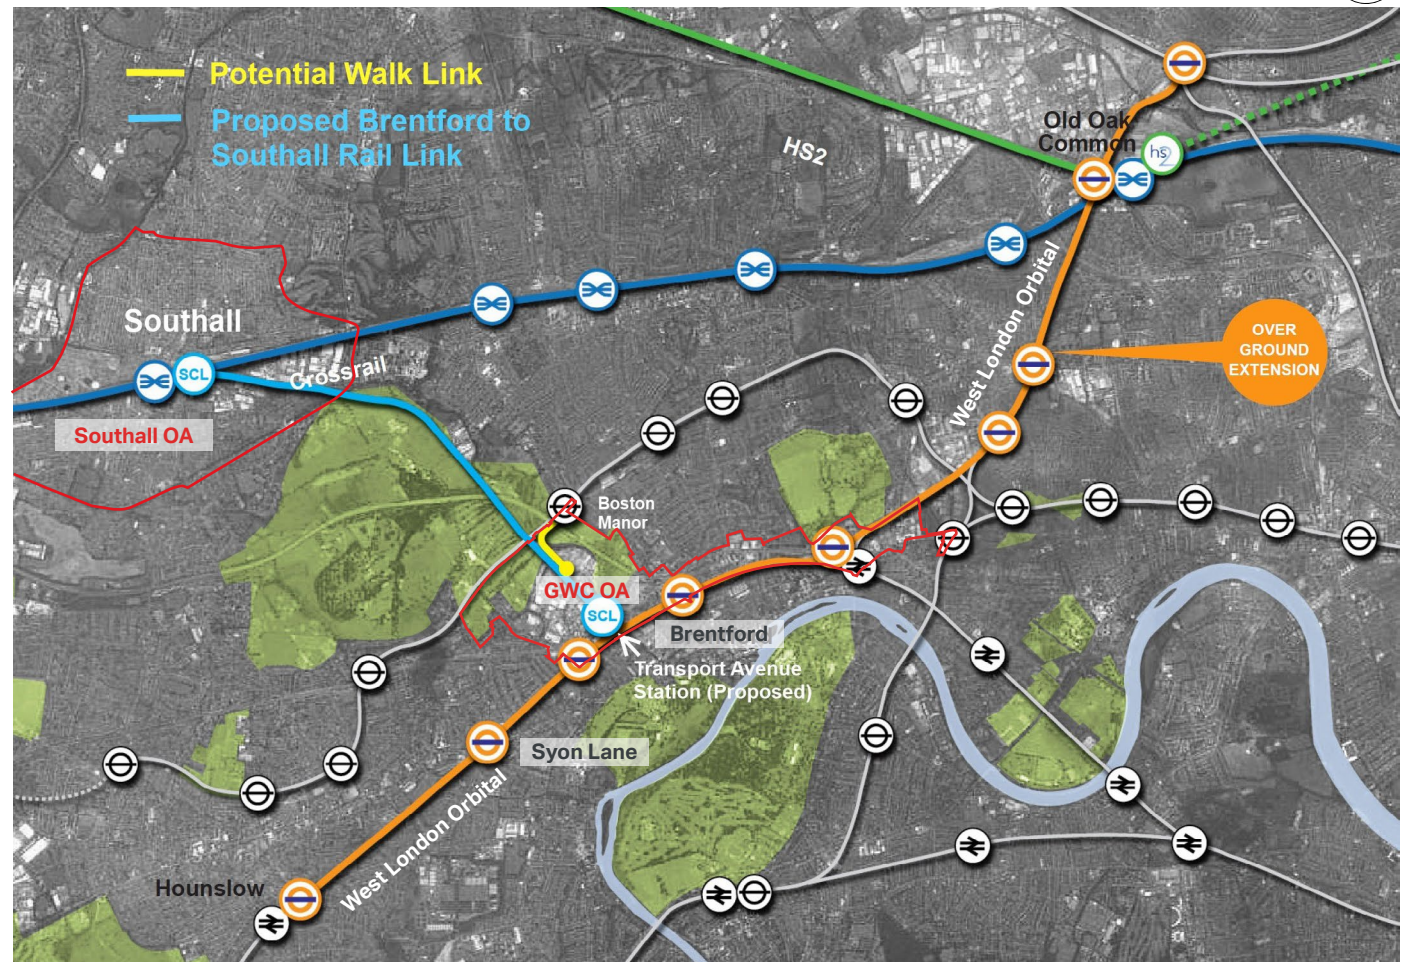 Potential Walk Link
Proposed Brentford to
Southall Rail Link
HS2
Old Oak
Common
hs2
West London Orbital
OVER
GROUND
EXTENSION
Southall
SCL
Crossrail
Southall OA
Boston
Manor
GWC OA
SCL
Brentford
Transport Avenue
Station (Proposed)
Syon Lane
West London Orbital
Hounslow